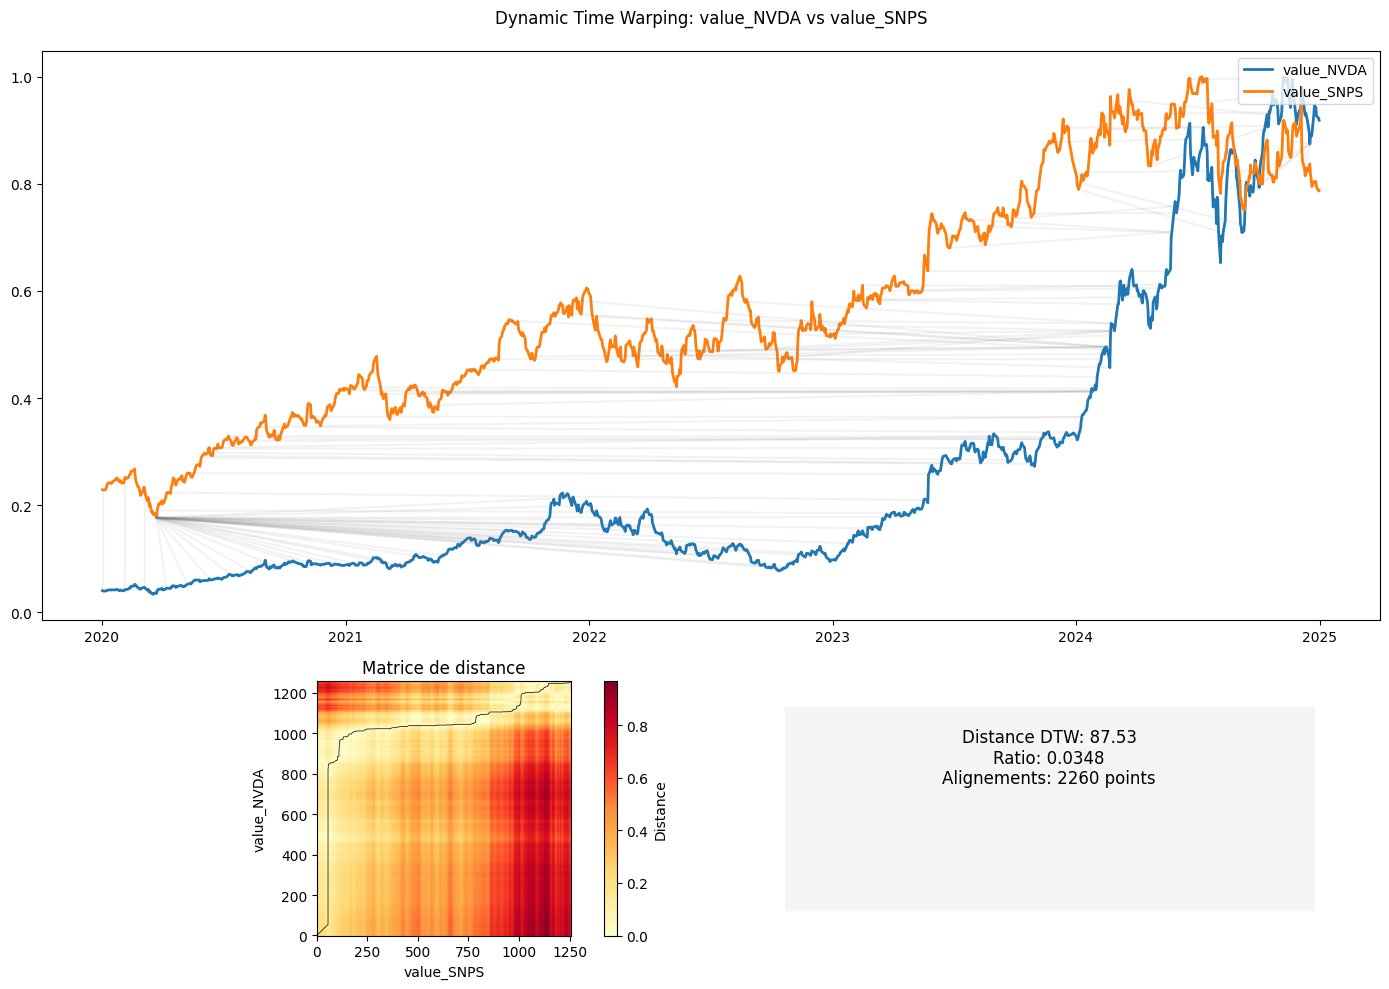 Dynamic Time Warping: value_NVDA vs value_SNPS
value_NVDA
value_SNPS
1.0
0.8
0.6
0.4
0.2
0.0
2020 2021 2022 2023 2024 2025
Matrice de distance
value_NVDA
1200
1000
800
600
400
200
0
0 250 500 750 1000 1250
value_SNPS
0.8
0.6
0.4
0.2
0.0
Distance
Distance DTW: 87.53
Ratio: 0.0348
Alignements: 2260 points